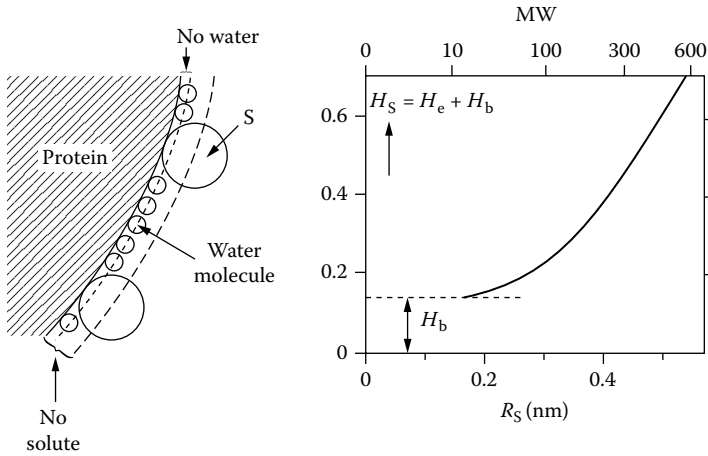 No water
S
Protein
Water
molecule
No
solute
MW
0 10 100 300 600
H_S = H_e + H_b
0.6
0.4
0.2
H_b
0
0 0.2 0.4
R_S (nm)